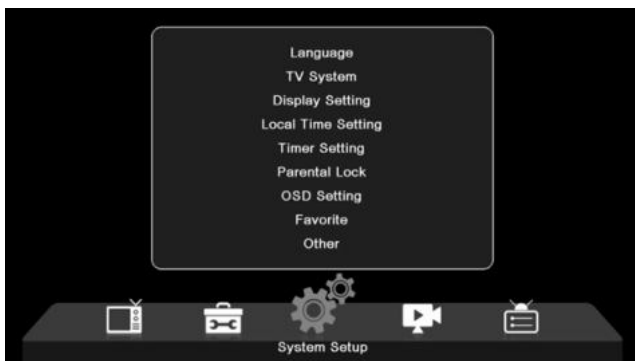 Language
TV System
Display Setting
Local Time Setting
Timer Setting
Parental Lock
OSD Setting
Favorite
Other
System Setup